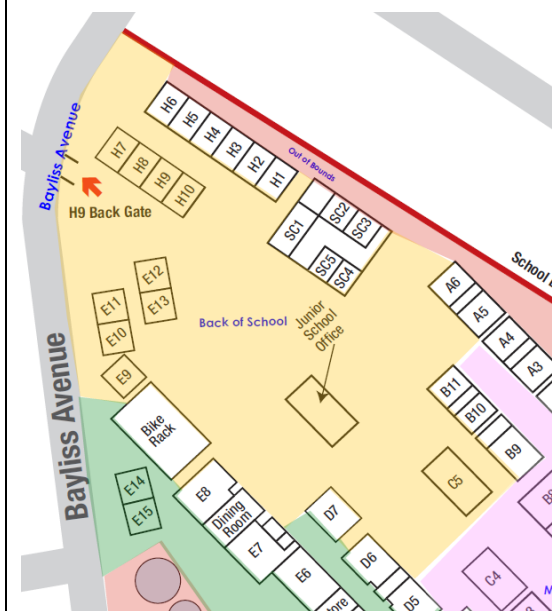 Bayliss Avenue
H6
H5
H4
H3
H2
H1
Out of Bounds
H7
H8
H9
H10
H9 Back Gate
SC1
SC2
SC3
SC5
SC4
School
A6
A5
A4
A3
E12
E13
E11
E10
E9
Back of School
Junior
School
Office
Bayliss Avenue
Bike
Rack
B11
B10
B9
C5
E14
E15
E8
Dining
Room
E7
E6
D7
D6
D5
C4